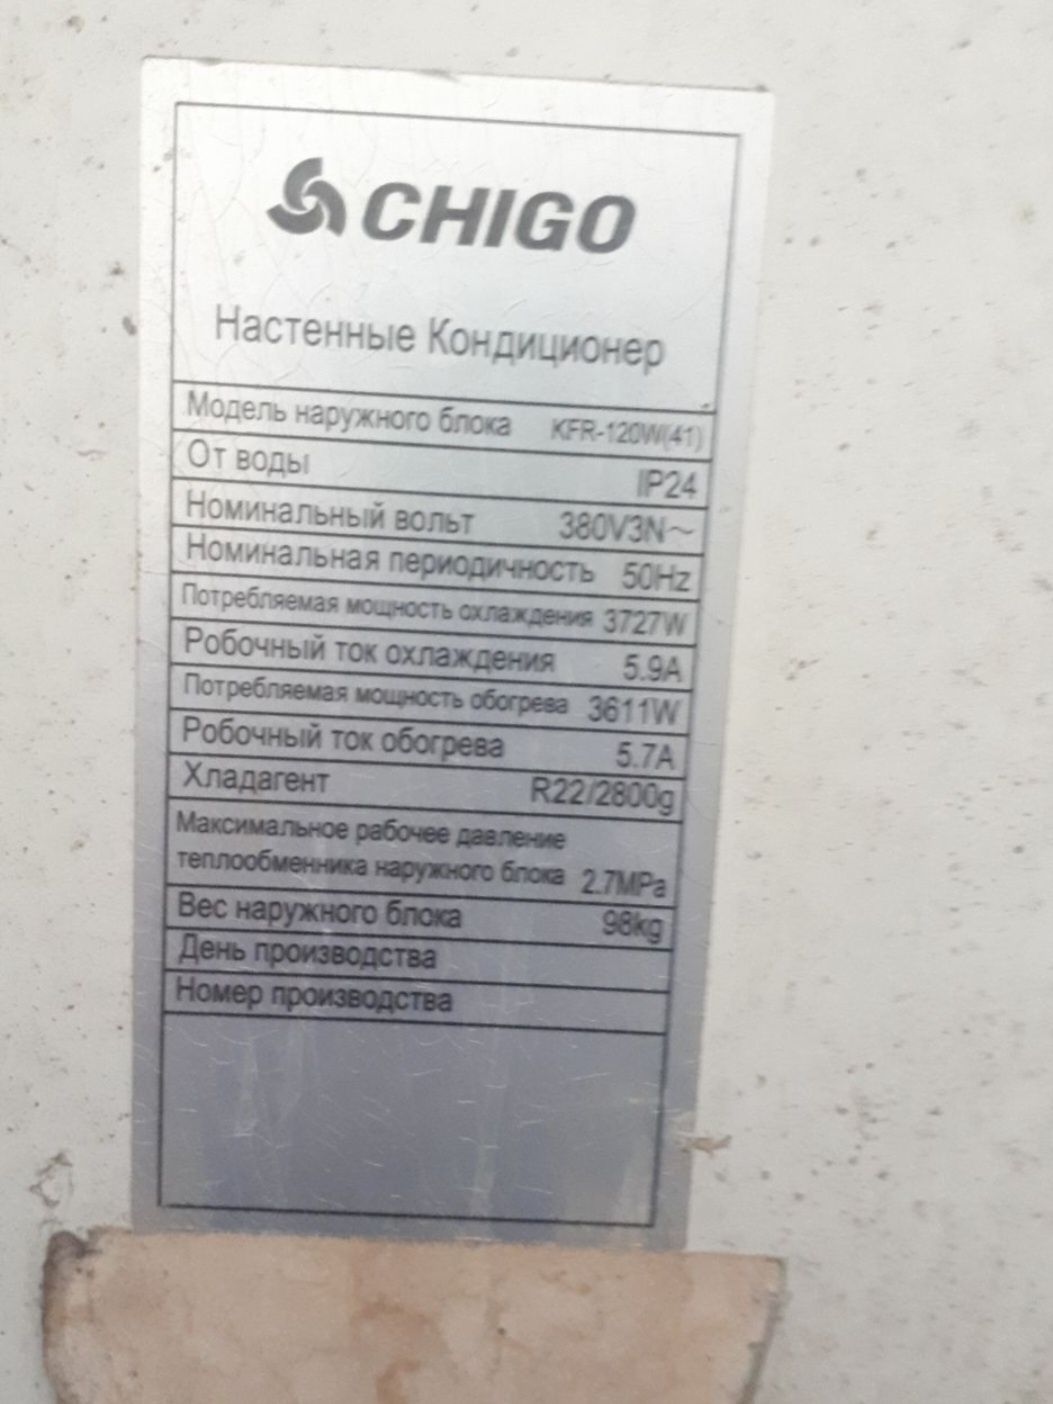 CHIGO
Настенные Кондиционер
Модель наружного блока KFR-120W(41)
От воды IP24
Номинальный вольт 380V3N～
Номинальная периодичность 50Hz
Потребляемая мощность охлаждения 3727W
Робочный ток охлаждения 5.9A
Потребляемая мощность обогрева 3611W
Робочный ток обогрева 5.7A
Хладагент R22/2800g
Максимальное рабочее давление
теплообменника наружного блока 2.7MPa
Вес наружного блока 98kg
День производства
Номер производства